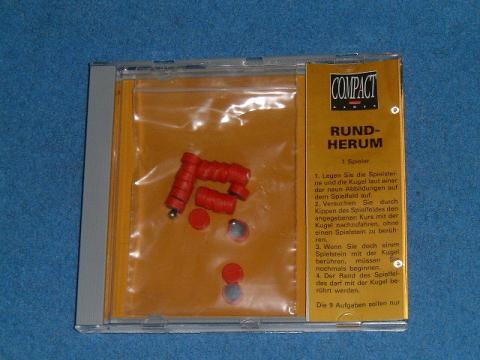 COMPACT
GAMES
RUND-
HERUM
1 Spieler
1. Legen Sie die Spielstei-
ne und die Kugel laut einer
der neun Abbildungen auf
dem Spielfeld auf.
2. Versuchen Sie durch
Kippen des Spielfeldes den
angegebenen Kurs mit der
Kugel nachzufahren, ohne
einen Spielstein zu berüh-
ren.
3. Wenn Sie doch einen
Spielstein mit der Kugel
berühren, müssen Sie
nochmals beginnen.
4. Der Rand des Spielfel-
des darf mit der Kugel be-
rührt werden.
Die 9 Aufgaben sollen nur